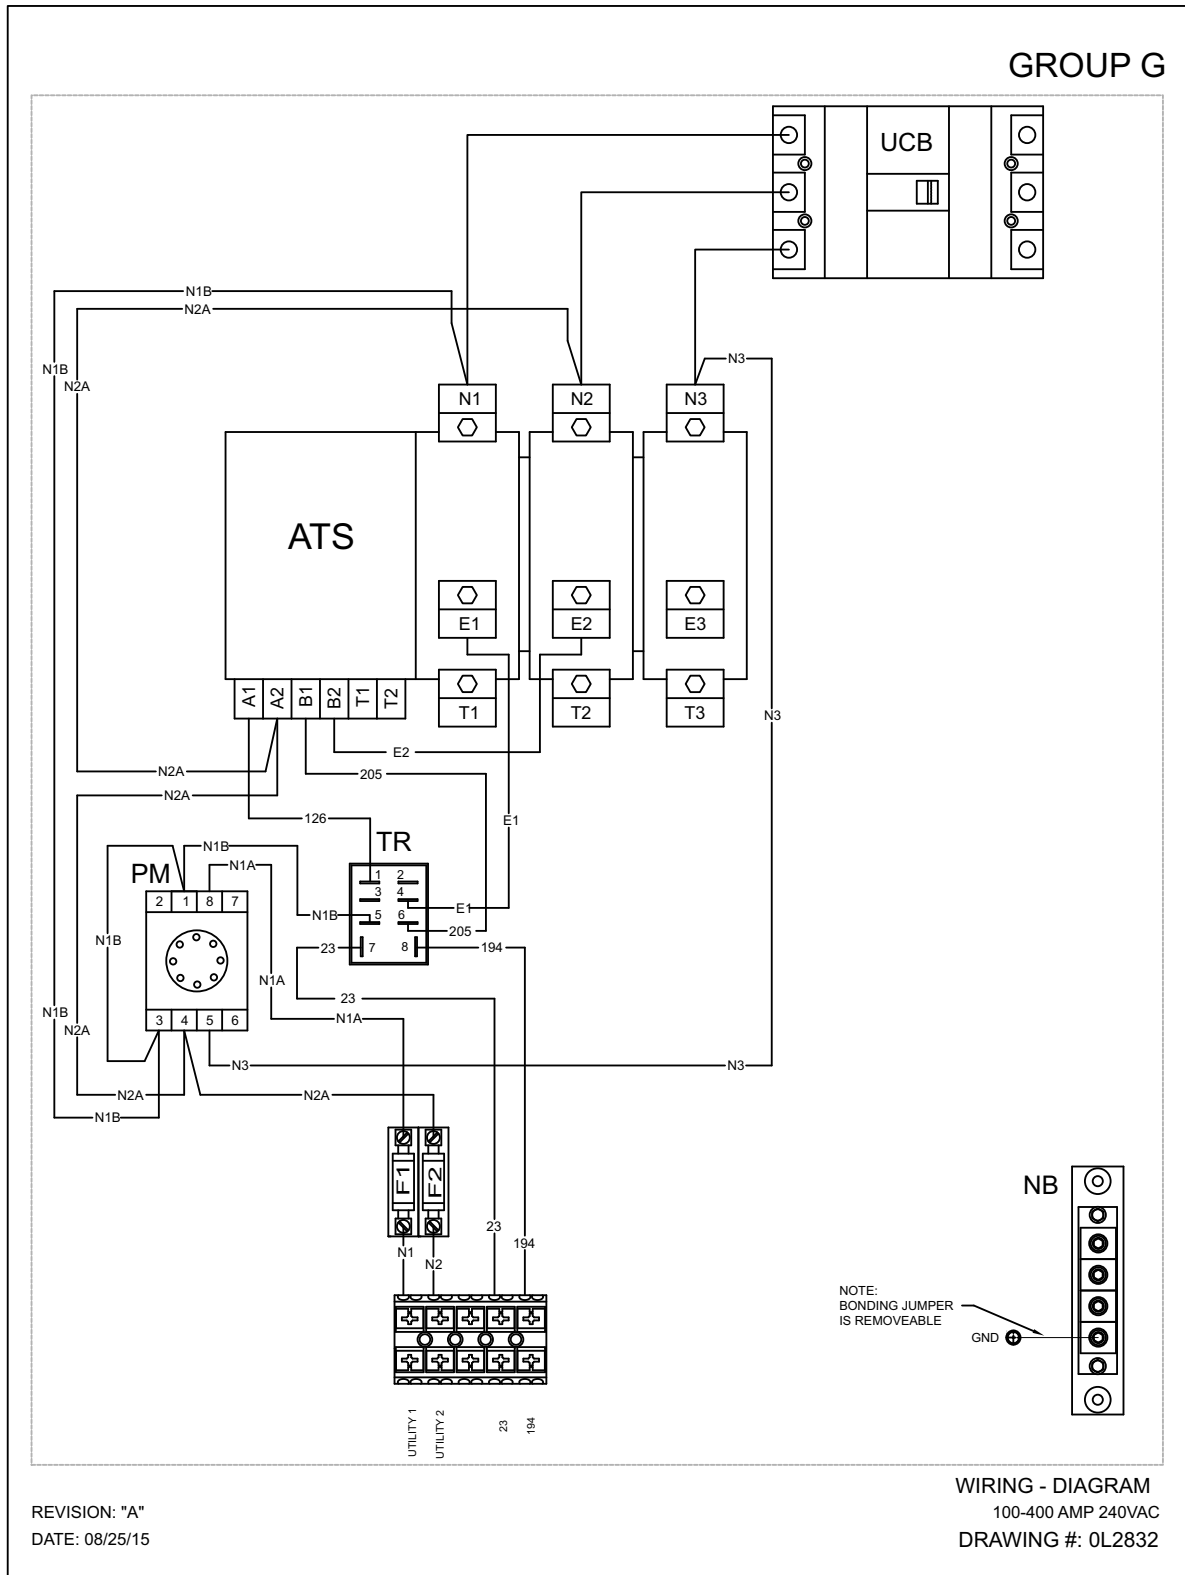 GROUP G
UCB
N1B
N2A
N3
N1B
N2A
N1 N2 N3
ATS
E1 E2 E3
A1 A2 B1 B2 T1 T2
T1 T2 T3
N3
E2
N2A
205
N2A
126
E1
TR
N1B
PM
N1A
1 2
3 4
5 6
7 8
2 1 8 7
E1
N1B
205
N1B
23
194
N1A
23
N1B
N1A
3 4 5 6
N2A
N3
N3
N2A
N2A
N1B
F1 F2
NB
23
194
N1
N2
NOTE:
BONDING JUMPER
IS REMOVEABLE
GND
UTILITY 1
UTILITY 2
23
194
WIRING - DIAGRAM
REVISION: "A"
100-400 AMP 240VAC
DATE: 08/25/15
DRAWING #: 0L2832